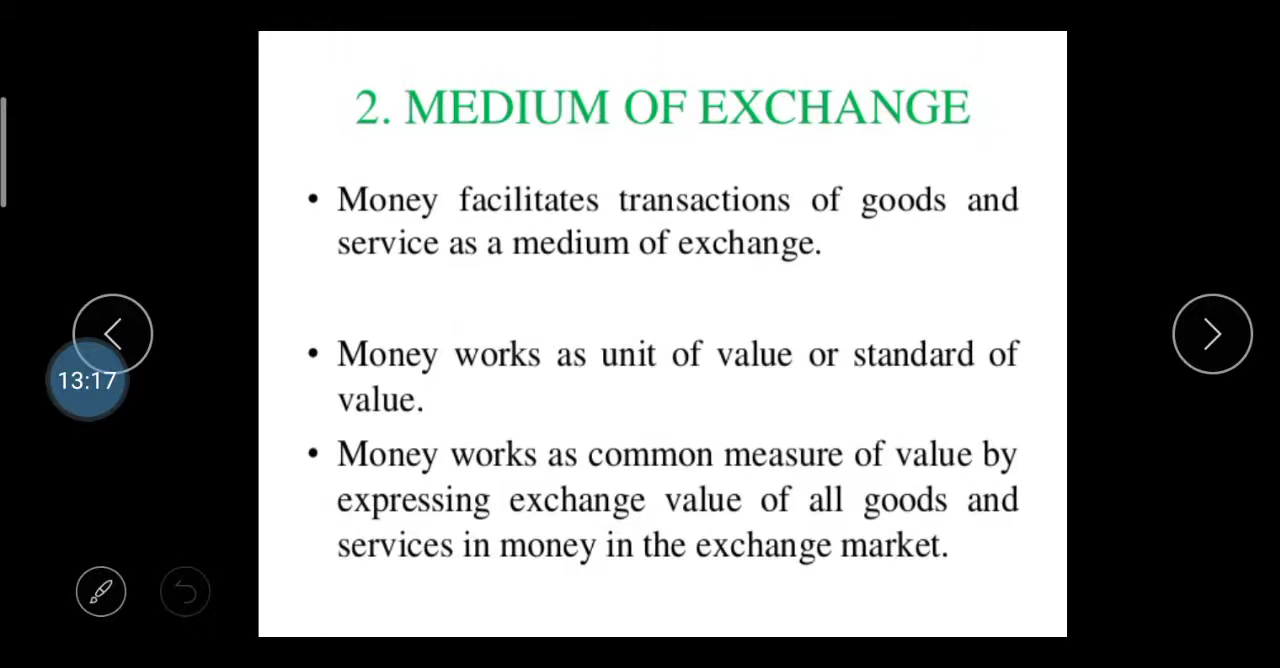 2. MEDIUM OF EXCHANGE
• Money facilitates transactions of goods and
service as a medium of exchange.
• Money works as unit of value or standard of
value.
• Money works as common measure of value by
expressing exchange value of all goods and
services in money in the exchange market.
13:17